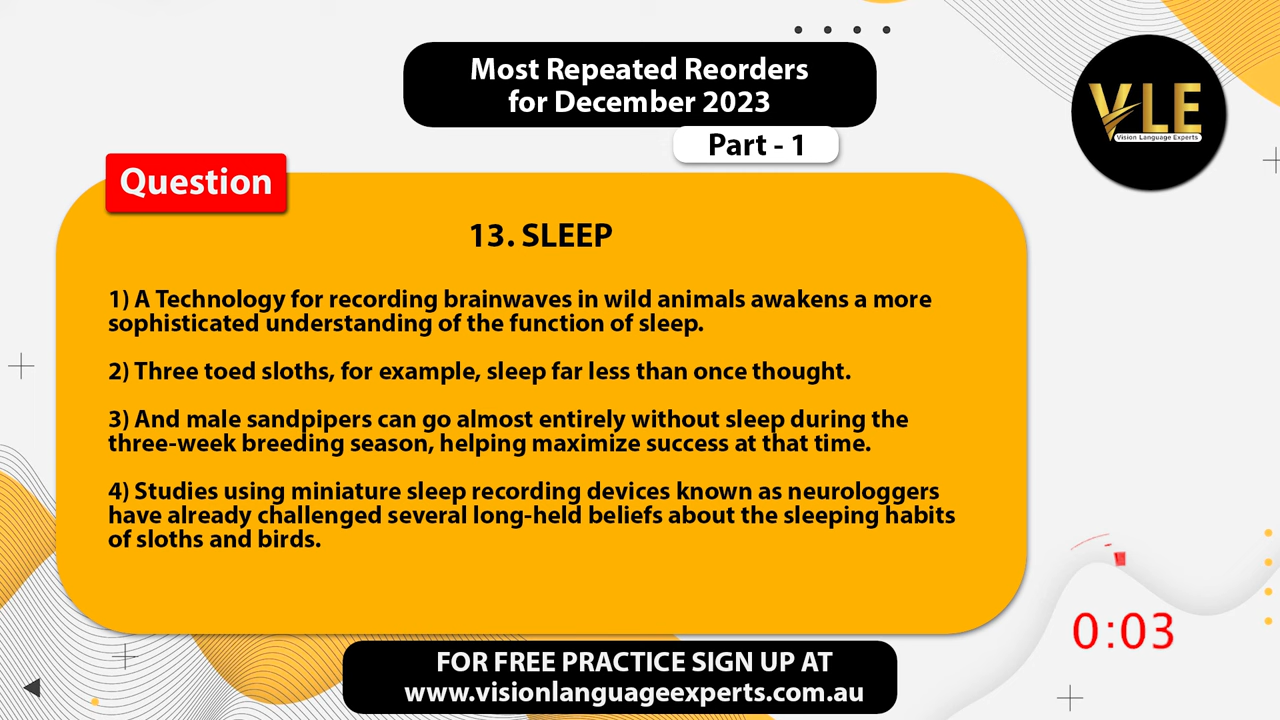 Most Repeated Reorders
for December 2023
Part - 1
VLE
Vision Language Experts
Question
13. SLEEP
1) A Technology for recording brainwaves in wild animals awakens a more
sophisticated understanding of the function of sleep.
2) Three toed sloths, for example, sleep far less than once thought.
3) And male sandpipers can go almost entirely without sleep during the
three-week breeding season, helping maximize success at that time.
4) Studies using miniature sleep recording devices known as neurologgers
have already challenged several long-held beliefs about the sleeping habits
of sloths and birds.
0:03
FOR FREE PRACTICE SIGN UP AT
www.visionlanguageexperts.com.au